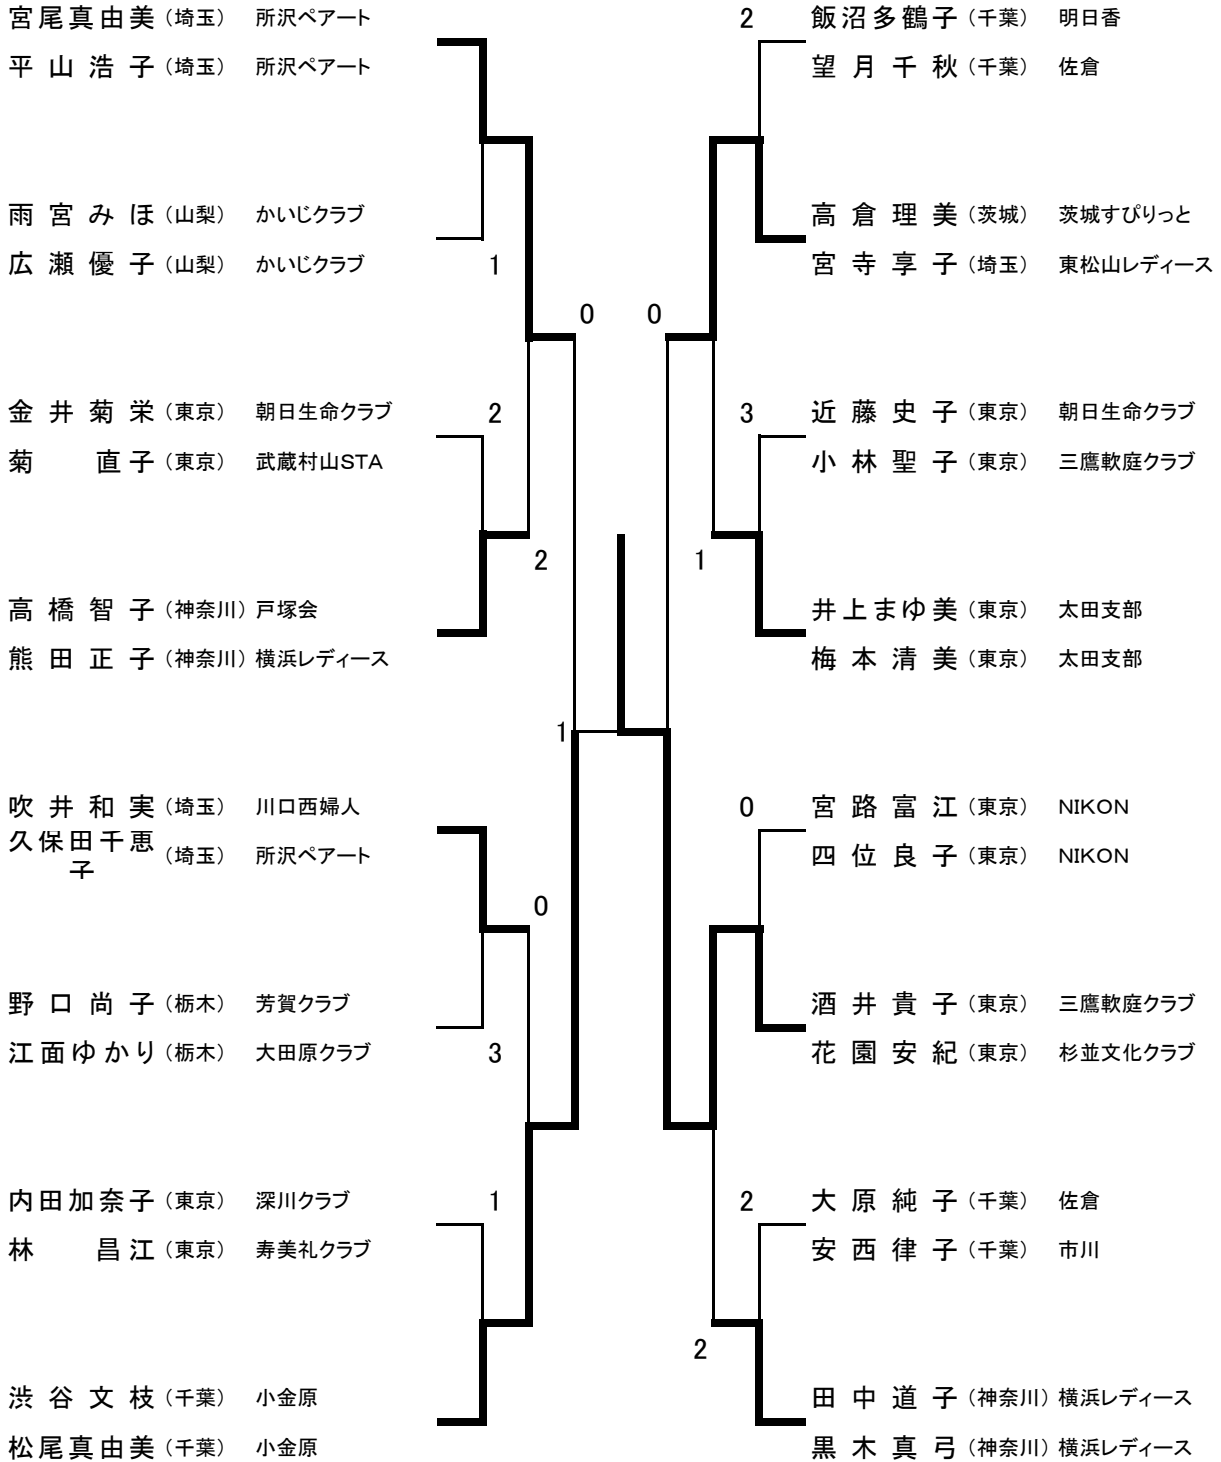 宮尾真由美（埼玉） 所沢ペアート
平山浩子（埼玉） 所沢ペアート
雨宮みほ（山梨） かいじクラブ
広瀬優子（山梨） かいじクラブ
1
0
金井菊栄（東京） 朝日生命クラブ
2
菊 直子（東京） 武蔵村山STA
2
高橋智子（神奈川） 戸塚会
熊田正子（神奈川） 横浜レディース
1
吹井和実（埼玉） 川口西婦人
久保田千恵
子
（埼玉） 所沢ペアート
0
野口尚子（栃木） 芳賀クラブ
江面ゆかり（栃木） 大田原クラブ
3
内田加奈子（東京） 深川クラブ
1
林 昌江（東京） 寿美礼クラブ
渋谷文枝（千葉） 小金原
松尾真由美（千葉） 小金原
2
飯沼多鶴子（千葉） 明日香
望月千秋（千葉） 佐倉
高倉理美（茨城） 茨城すぴりっと
宮寺享子（埼玉） 東松山レディース
0
3
近藤史子（東京） 朝日生命クラブ
小林聖子（東京） 三鷹軟庭クラブ
1
井上まゆ美（東京） 太田支部
梅本清美（東京） 太田支部
0
宮路富江（東京） NIKON
四位良子（東京） NIKON
酒井貴子（東京） 三鷹軟庭クラブ
花園安紀（東京） 杉並文化クラブ
2
大原純子（千葉） 佐倉
安西律子（千葉） 市川
2
田中道子（神奈川） 横浜レディース
黒木真弓（神奈川） 横浜レディース